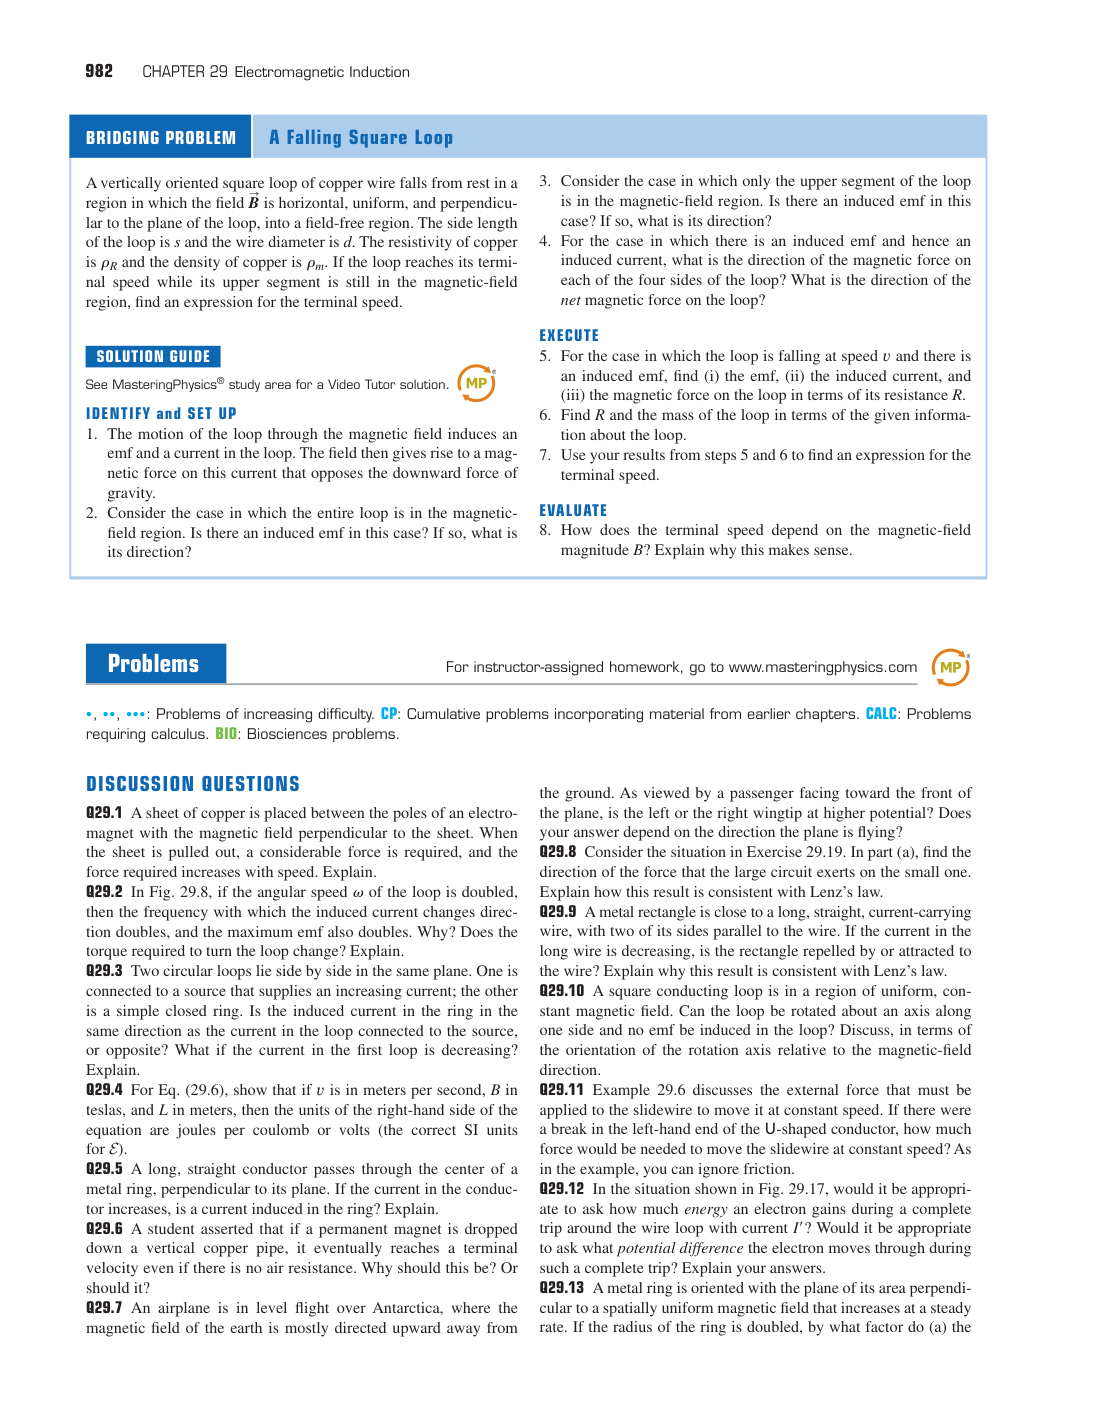 982 CHAPTER 29 Electromagnetic Induction
BRIDGING PROBLEM A Falling Square Loop
A vertically oriented square loop of copper wire falls from rest in a
region in which the field B⃗ is horizontal, uniform, and perpendicu-
lar to the plane of the loop, into a field-free region. The side length
of the loop is s and the wire diameter is d. The resistivity of copper
is ρR and the density of copper is ρm. If the loop reaches its termi-
nal speed while its upper segment is still in the magnetic-field
region, find an expression for the terminal speed.
SOLUTION GUIDE
See MasteringPhysics® study area for a Video Tutor solution. MP®
IDENTIFY and SET UP
1. The motion of the loop through the magnetic field induces an
emf and a current in the loop. The field then gives rise to a mag-
netic force on this current that opposes the downward force of
gravity.
2. Consider the case in which the entire loop is in the magnetic-
field region. Is there an induced emf in this case? If so, what is
its direction?
3. Consider the case in which only the upper segment of the loop
is in the magnetic-field region. Is there an induced emf in this
case? If so, what is its direction?
4. For the case in which there is an induced emf and hence an
induced current, what is the direction of the magnetic force on
each of the four sides of the loop? What is the direction of the
net magnetic force on the loop?
EXECUTE
5. For the case in which the loop is falling at speed v and there is
an induced emf, find (i) the emf, (ii) the induced current, and
(iii) the magnetic force on the loop in terms of its resistance R.
6. Find R and the mass of the loop in terms of the given informa-
tion about the loop.
7. Use your results from steps 5 and 6 to find an expression for the
terminal speed.
EVALUATE
8. How does the terminal speed depend on the magnetic-field
magnitude B? Explain why this makes sense.
Problems For instructor-assigned homework, go to www.masteringphysics.com MP®
•, ••, •••: Problems of increasing difficulty. CP: Cumulative problems incorporating material from earlier chapters. CALC: Problems
requiring calculus. BIO: Biosciences problems.
DISCUSSION QUESTIONS
Q29.1 A sheet of copper is placed between the poles of an electro-
magnet with the magnetic field perpendicular to the sheet. When
the sheet is pulled out, a considerable force is required, and the
force required increases with speed. Explain.
Q29.2 In Fig. 29.8, if the angular speed ω of the loop is doubled,
then the frequency with which the induced current changes direc-
tion doubles, and the maximum emf also doubles. Why? Does the
torque required to turn the loop change? Explain.
Q29.3 Two circular loops lie side by side in the same plane. One is
connected to a source that supplies an increasing current; the other
is a simple closed ring. Is the induced current in the ring in the
same direction as the current in the loop connected to the source,
or opposite? What if the current in the first loop is decreasing?
Explain.
Q29.4 For Eq. (29.6), show that if v is in meters per second, B in
teslas, and L in meters, then the units of the right-hand side of the
equation are joules per coulomb or volts (the correct SI units
for ℰ).
Q29.5 A long, straight conductor passes through the center of a
metal ring, perpendicular to its plane. If the current in the conduc-
tor increases, is a current induced in the ring? Explain.
Q29.6 A student asserted that if a permanent magnet is dropped
down a vertical copper pipe, it eventually reaches a terminal
velocity even if there is no air resistance. Why should this be? Or
should it?
Q29.7 An airplane is in level flight over Antarctica, where the
magnetic field of the earth is mostly directed upward away from
the ground. As viewed by a passenger facing toward the front of
the plane, is the left or the right wingtip at higher potential? Does
your answer depend on the direction the plane is flying?
Q29.8 Consider the situation in Exercise 29.19. In part (a), find the
direction of the force that the large circuit exerts on the small one.
Explain how this result is consistent with Lenz's law.
Q29.9 A metal rectangle is close to a long, straight, current-carrying
wire, with two of its sides parallel to the wire. If the current in the
long wire is decreasing, is the rectangle repelled by or attracted to
the wire? Explain why this result is consistent with Lenz's law.
Q29.10 A square conducting loop is in a region of uniform, con-
stant magnetic field. Can the loop be rotated about an axis along
one side and no emf be induced in the loop? Discuss, in terms of
the orientation of the rotation axis relative to the magnetic-field
direction.
Q29.11 Example 29.6 discusses the external force that must be
applied to the slidewire to move it at constant speed. If there were
a break in the left-hand end of the U-shaped conductor, how much
force would be needed to move the slidewire at constant speed? As
in the example, you can ignore friction.
Q29.12 In the situation shown in Fig. 29.17, would it be appropri-
ate to ask how much energy an electron gains during a complete
trip around the wire loop with current I′? Would it be appropriate
to ask what potential difference the electron moves through during
such a complete trip? Explain your answers.
Q29.13 A metal ring is oriented with the plane of its area perpendi-
cular to a spatially uniform magnetic field that increases at a steady
rate. If the radius of the ring is doubled, by what factor do (a) the